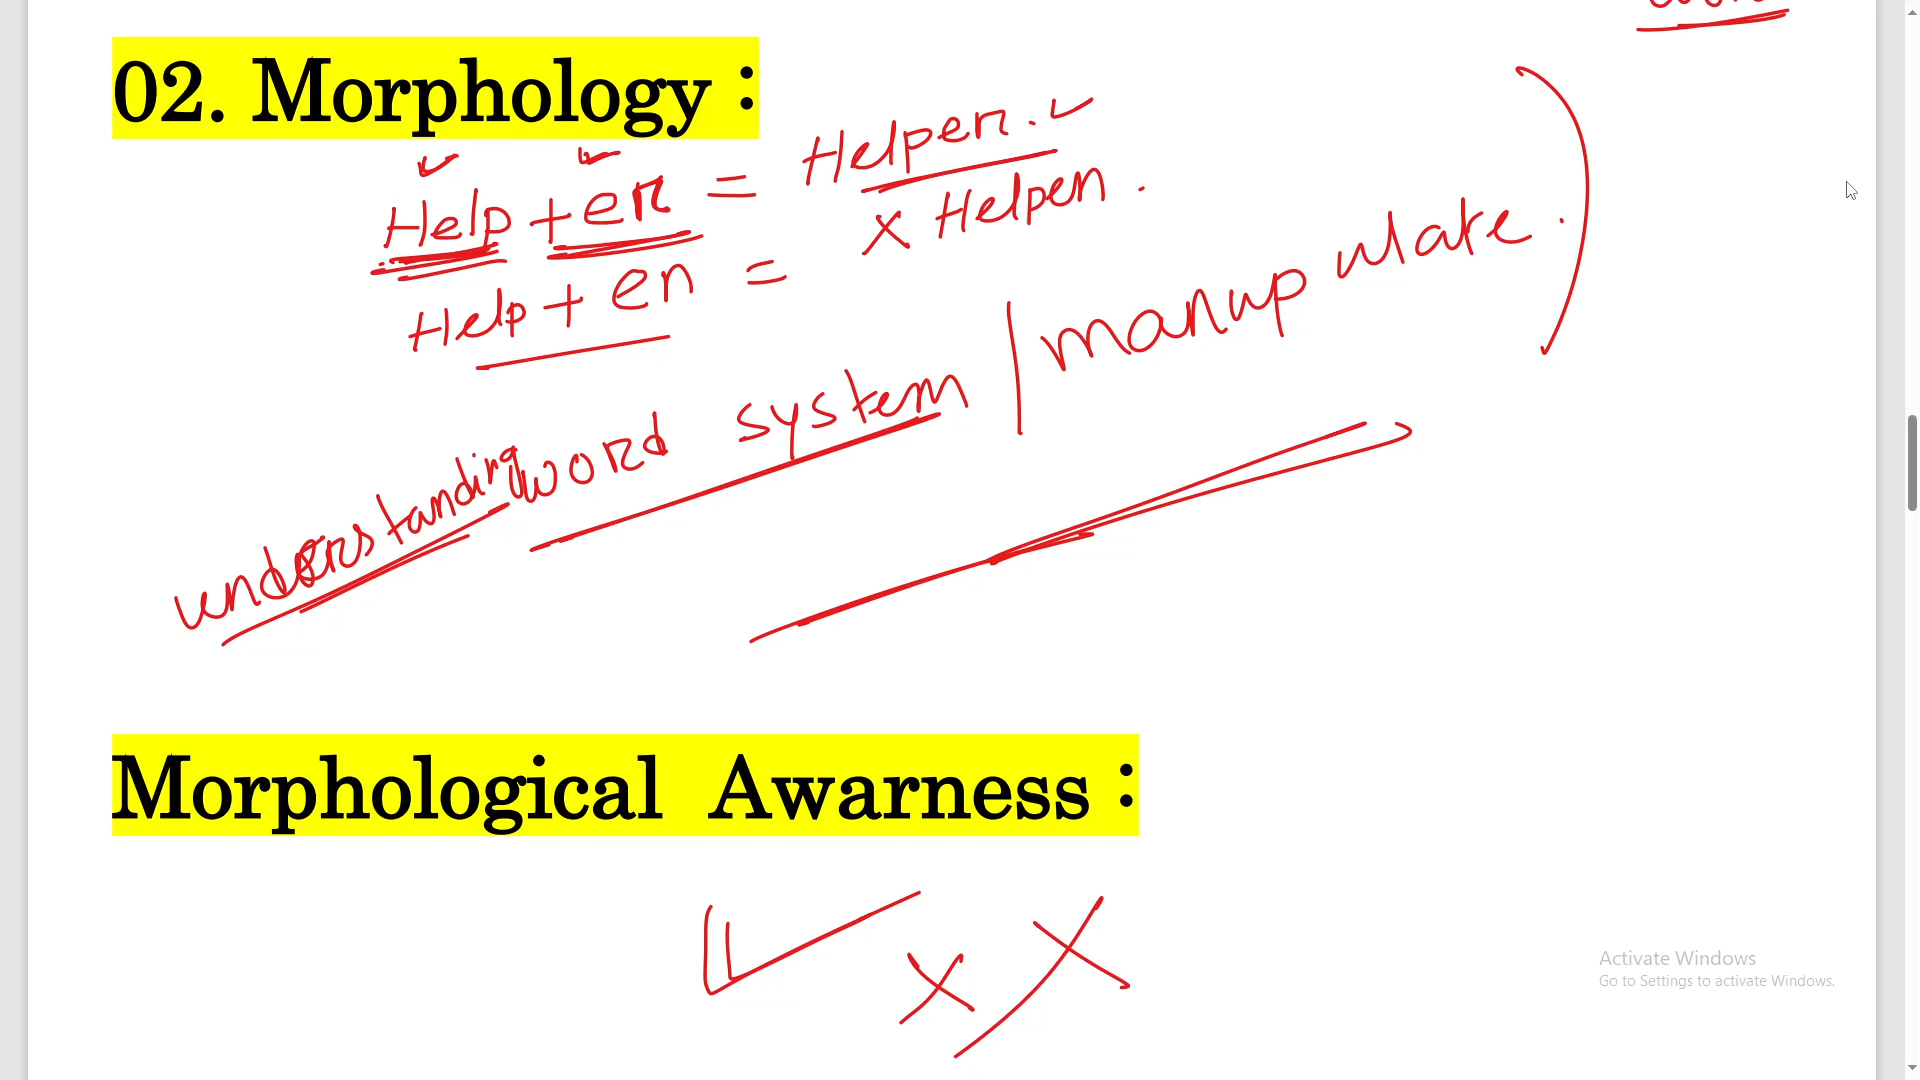 02. Morphology :
Help + er = Helper.
x Helpen.
Help + en =
understanding word system / manupulate.
Morphological Awarness :
Activate Windows
Go to Settings to activate Windows.